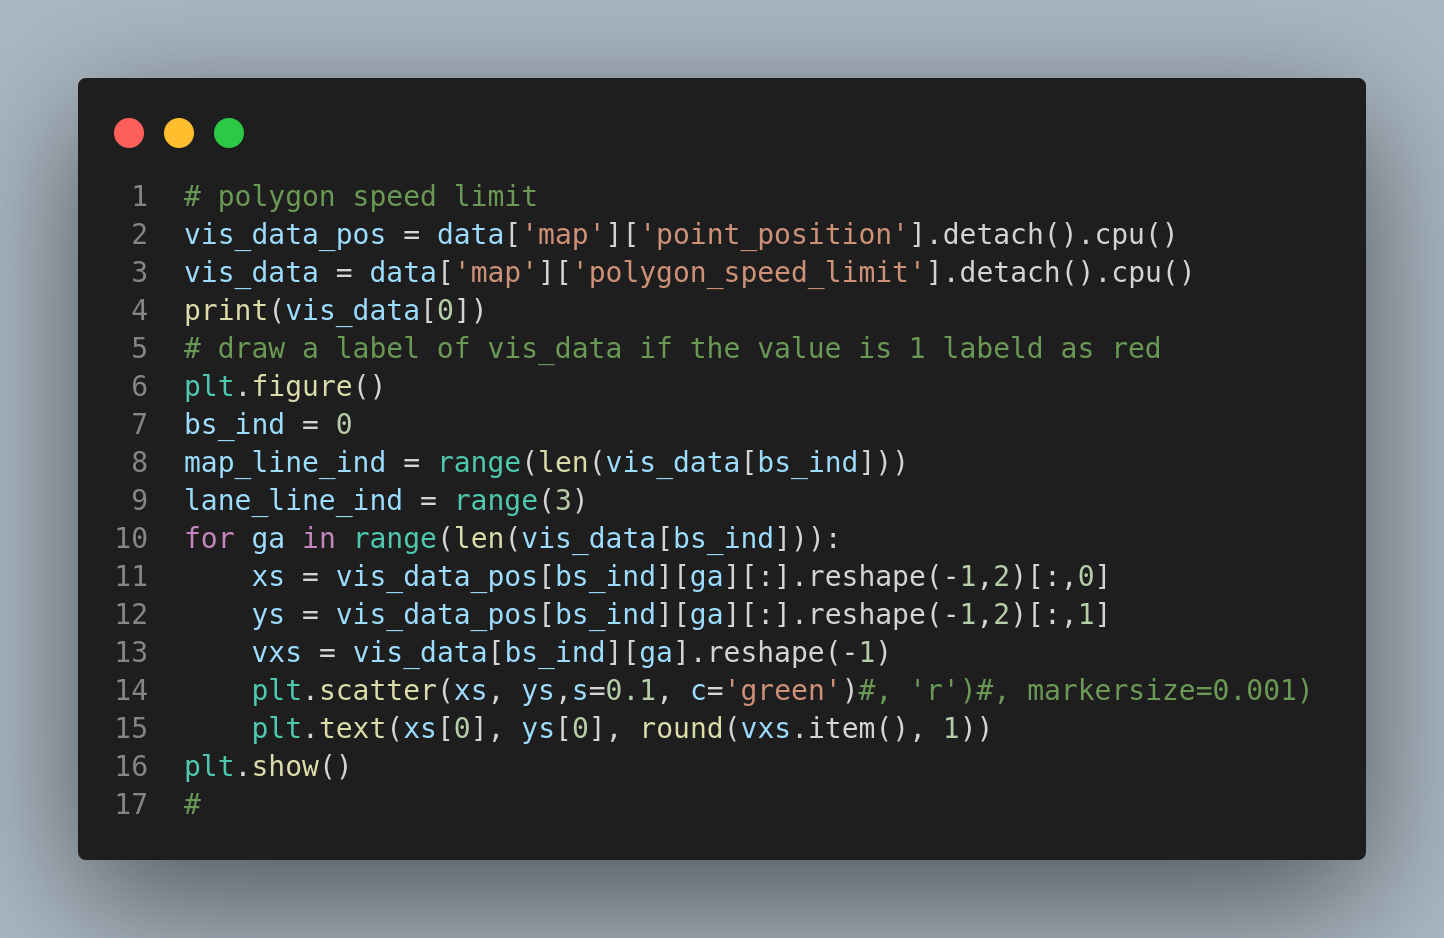 1 # polygon speed limit
2 vis_data_pos = data['map']['point_position'].detach().cpu()
3 vis_data = data['map']['polygon_speed_limit'].detach().cpu()
4 print(vis_data[0])
5 # draw a label of vis_data if the value is 1 labeld as red
6 plt.figure()
7 bs_ind = 0
8 map_line_ind = range(len(vis_data[bs_ind]))
9 lane_line_ind = range(3)
10 for ga in range(len(vis_data[bs_ind])):
11     xs = vis_data_pos[bs_ind][ga][:].reshape(-1,2)[:,0]
12     ys = vis_data_pos[bs_ind][ga][:].reshape(-1,2)[:,1]
13     vxs = vis_data[bs_ind][ga].reshape(-1)
14     plt.scatter(xs, ys,s=0.1, c='green')#, 'r')#, markersize=0.001)
15     plt.text(xs[0], ys[0], round(vxs.item(), 1))
16 plt.show()
17 #